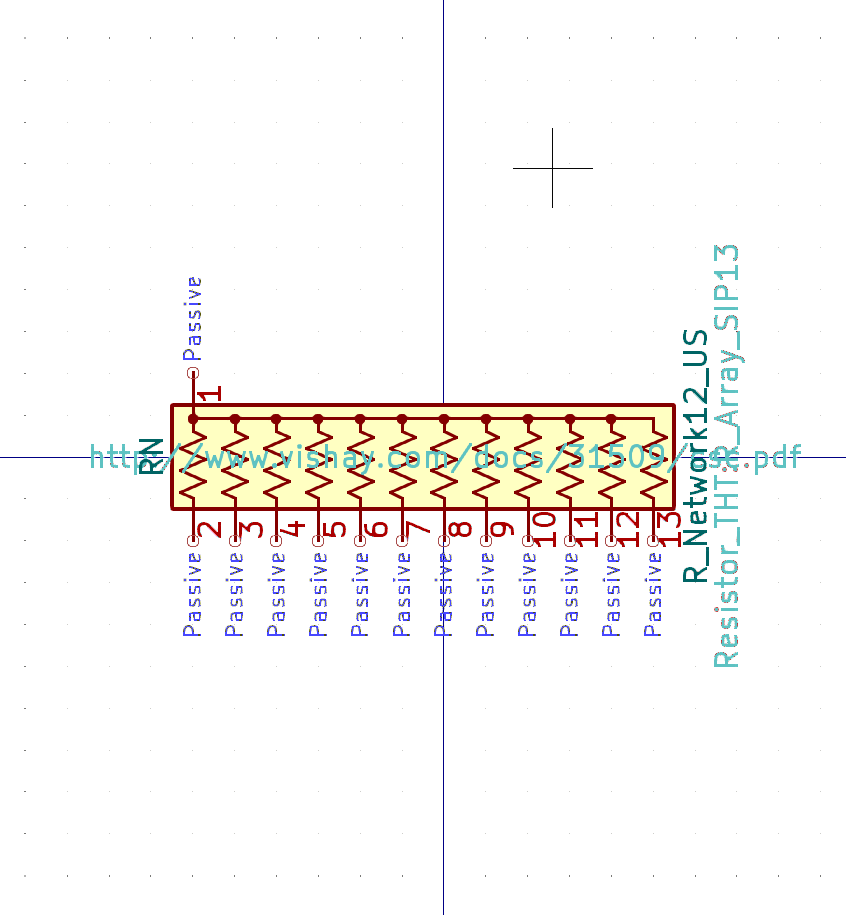 Passive
1
RN
http://www.vishay.com/docs/31509/csc.pdf
R_Network12_US
Resistor_THT:R_Array_SIP13
2
3
4
5
6
7
8
9
10
11
12
13
Passive
Passive
Passive
Passive
Passive
Passive
Passive
Passive
Passive
Passive
Passive
Passive